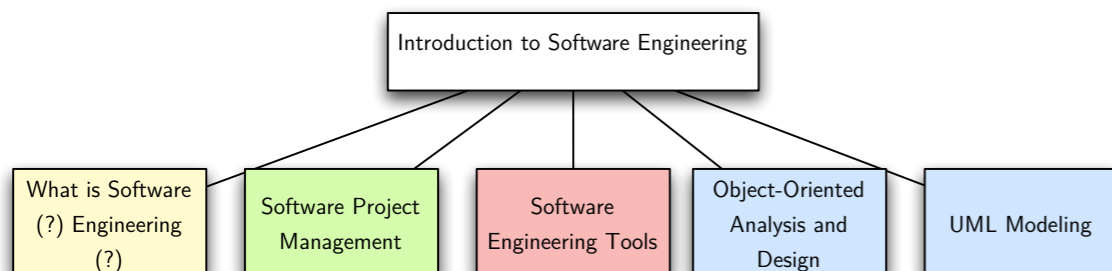 Introduction to Software Engineering
What is Software
(?) Engineering
(?)
Software Project
Management
Software
Engineering Tools
Object-Oriented
Analysis and
Design
UML Modeling